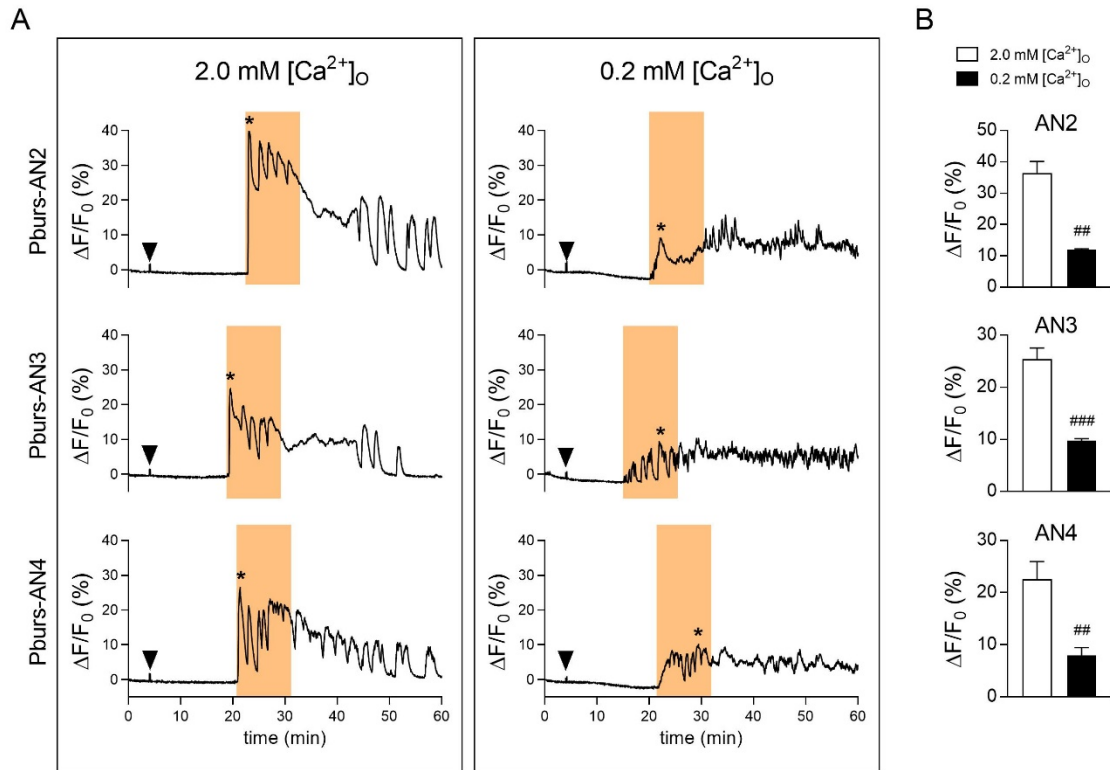 A
B
2.0 mM [Ca²⁺]O
0.2 mM [Ca²⁺]O
2.0 mM [Ca²⁺]O
0.2 mM [Ca²⁺]O
Pburs-AN2
ΔF/F₀ (%)
40
30
20
10
0
*
ΔF/F₀ (%)
40
30
20
10
0
*
AN2
ΔF/F₀ (%)
50
40
30
20
10
0
##
Pburs-AN3
ΔF/F₀ (%)
40
30
20
10
0
*
ΔF/F₀ (%)
40
30
20
10
0
*
AN3
ΔF/F₀ (%)
30
20
10
0
###
Pburs-AN4
ΔF/F₀ (%)
40
30
20
10
0
*
0 10 20 30 40 50 60
time (min)
ΔF/F₀ (%)
40
30
20
10
0
*
0 10 20 30 40 50 60
time (min)
AN4
ΔF/F₀ (%)
30
20
10
0
##